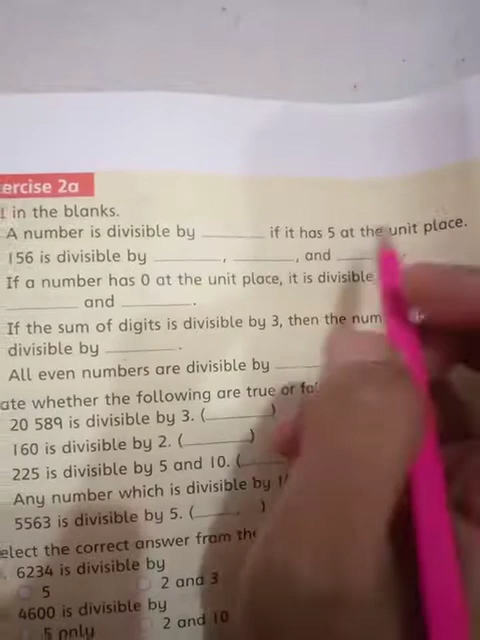 ercise 2a
l in the blanks.
A number is divisible by ________ if it has 5 at the unit place.
156 is divisible by ________, ________, and ____
If a number has 0 at the unit place, it is divisible
________ and ________.
If the sum of digits is divisible by 3, then the num
divisible by ________.
All even numbers are divisible by ______
ate whether the following are true or fal
20 589 is divisible by 3. (________)
160 is divisible by 2. (________)
225 is divisible by 5 and 10. (_____
Any number which is divisible by
5563 is divisible by 5. (________)
elect the correct answer from the
6234 is divisible by
5
2 and 3
4600 is divisible by
5 only
2 and 10